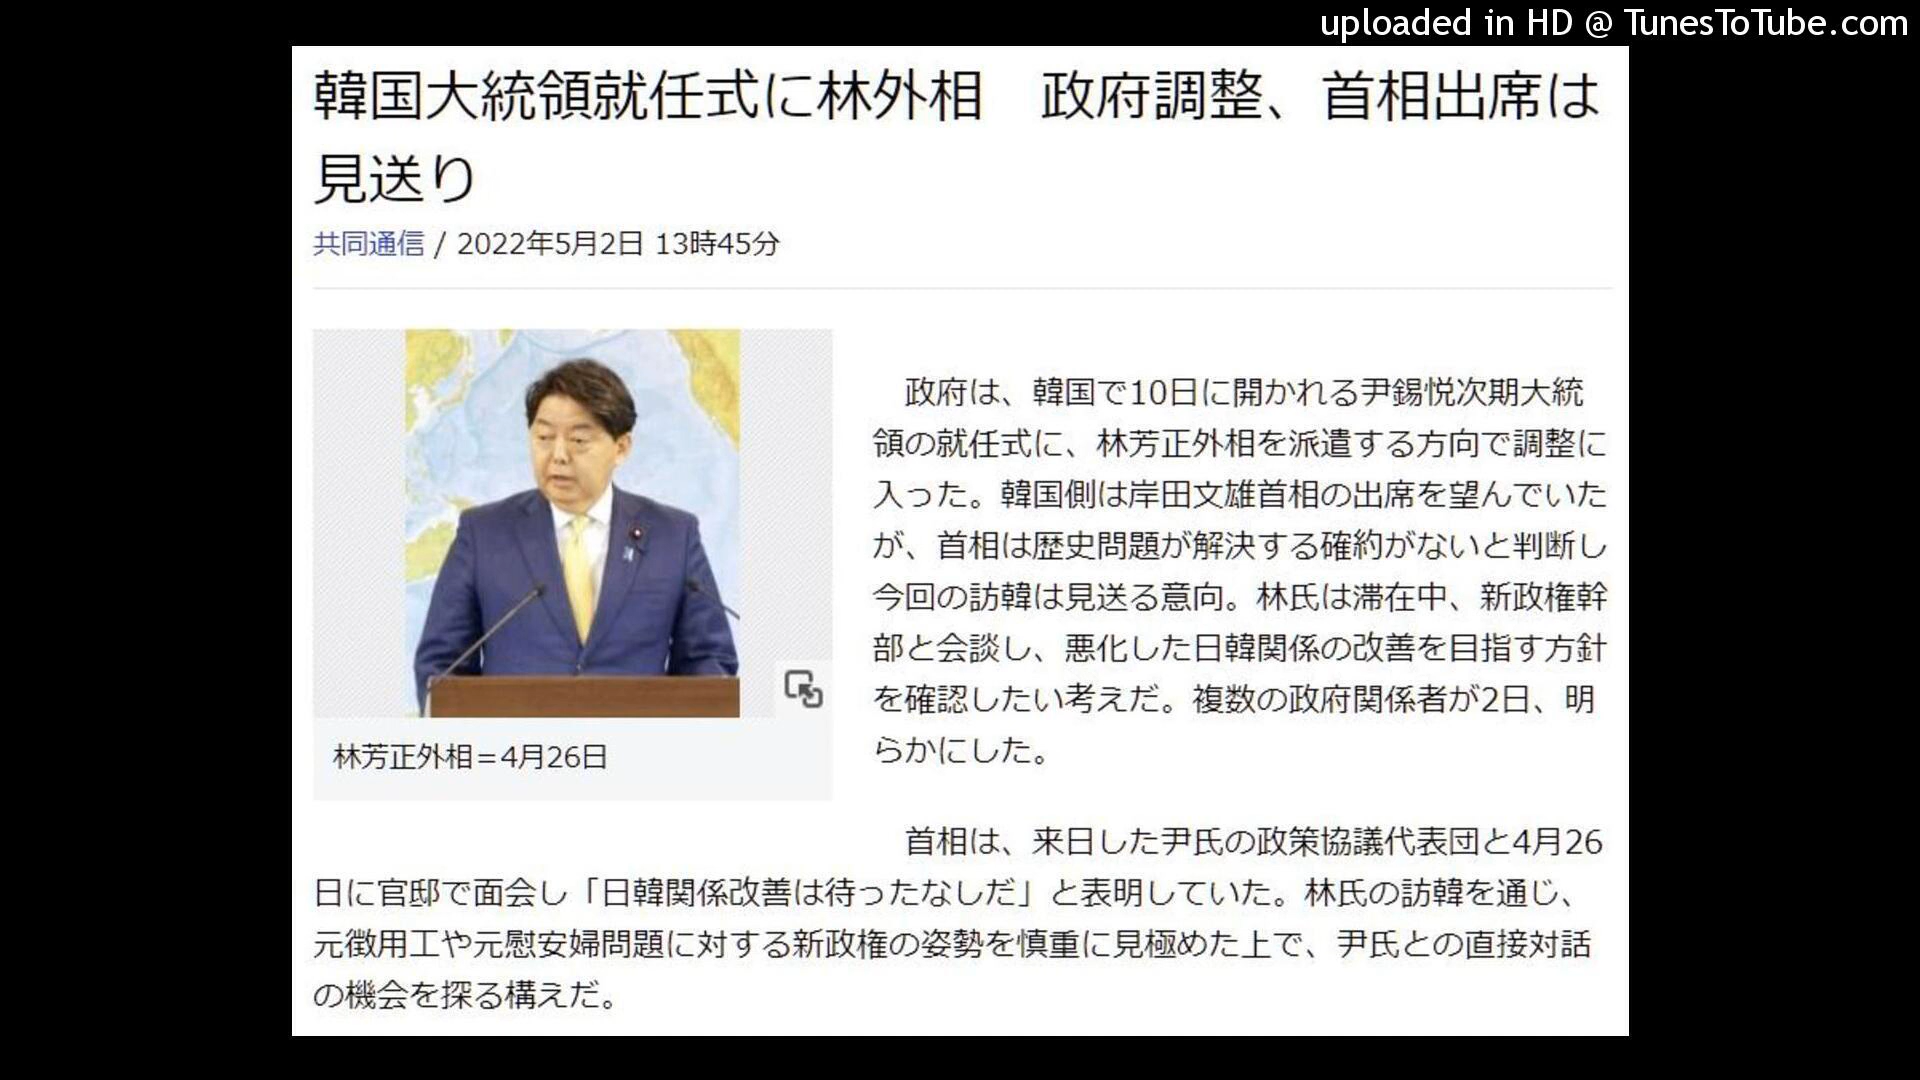 uploaded in HD @ TunesToTube.com
韓国大統領就任式に林外相　政府調整、首相出席は
見送り
共同通信 / 2022年5月2日 13時45分
林芳正外相＝4月26日
　政府は、韓国で10日に開かれる尹錫悦次期大統
領の就任式に、林芳正外相を派遣する方向で調整に
入った。韓国側は岸田文雄首相の出席を望んでいた
が、首相は歴史問題が解決する確約がないと判断し
今回の訪韓は見送る意向。林氏は滞在中、新政権幹
部と会談し、悪化した日韓関係の改善を目指す方針
を確認したい考えだ。複数の政府関係者が2日、明
らかにした。
　首相は、来日した尹氏の政策協議代表団と4月26
日に官邸で面会し「日韓関係改善は待ったなしだ」と表明していた。林氏の訪韓を通じ、
元徴用工や元慰安婦問題に対する新政権の姿勢を慎重に見極めた上で、尹氏との直接対話
の機会を探る構えだ。